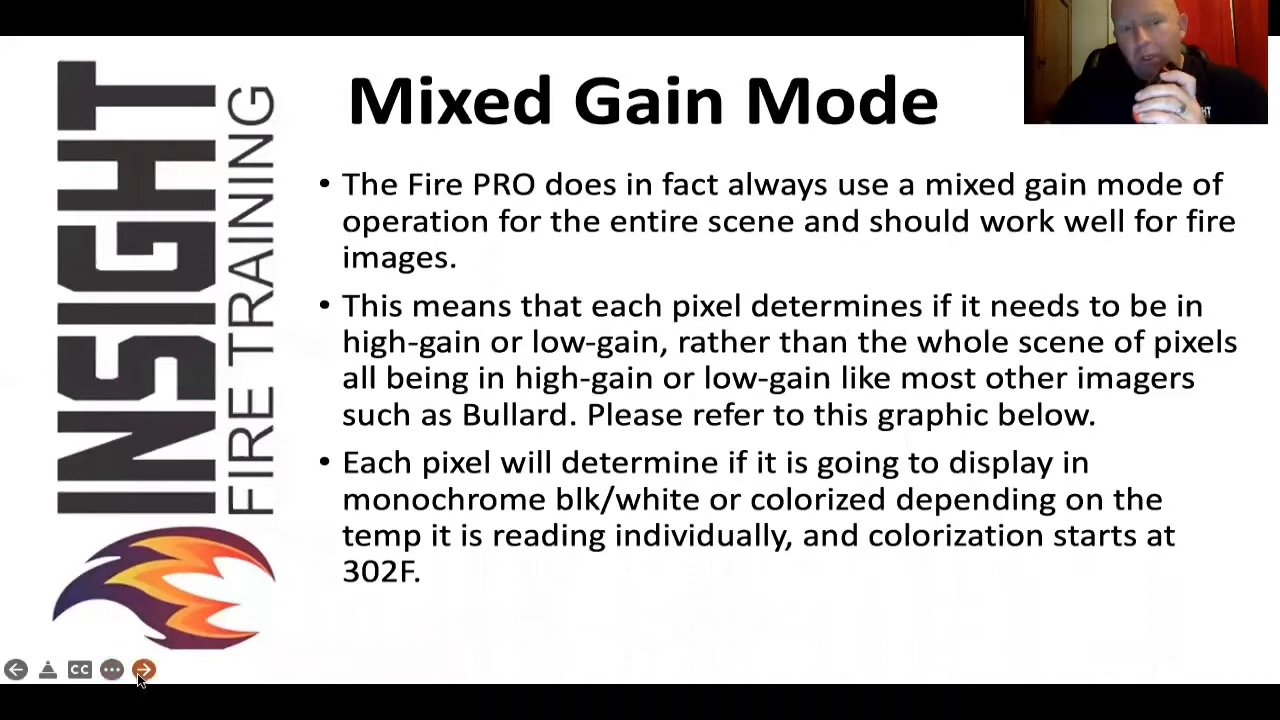 INSIGHT
FIRE TRAINING
Mixed Gain Mode
• The Fire PRO does in fact always use a mixed gain mode of
operation for the entire scene and should work well for fire
images.
• This means that each pixel determines if it needs to be in
high-gain or low-gain, rather than the whole scene of pixels
all being in high-gain or low-gain like most other imagers
such as Bullard. Please refer to this graphic below.
• Each pixel will determine if it is going to display in
monochrome blk/white or colorized depending on the
temp it is reading individually, and colorization starts at
302F.
CC